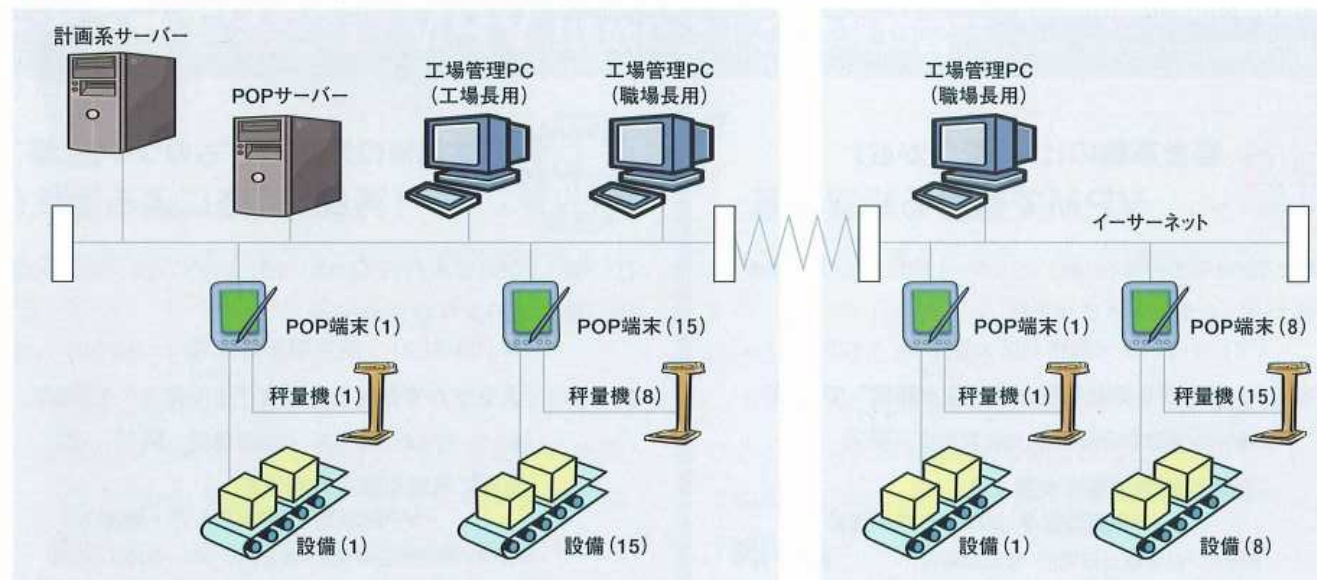 計画系サーバー
POPサーバー
工場管理PC
(工場長用)
工場管理PC
(職場長用)
POP端末(1)
POP端末(15)
秤量機(1)
秤量機(8)
設備(1)
設備(15)
工場管理PC
(職場長用)
イーサーネット
POP端末(1)
POP端末(8)
秤量機(1)
秤量機(15)
設備(1)
設備(8)